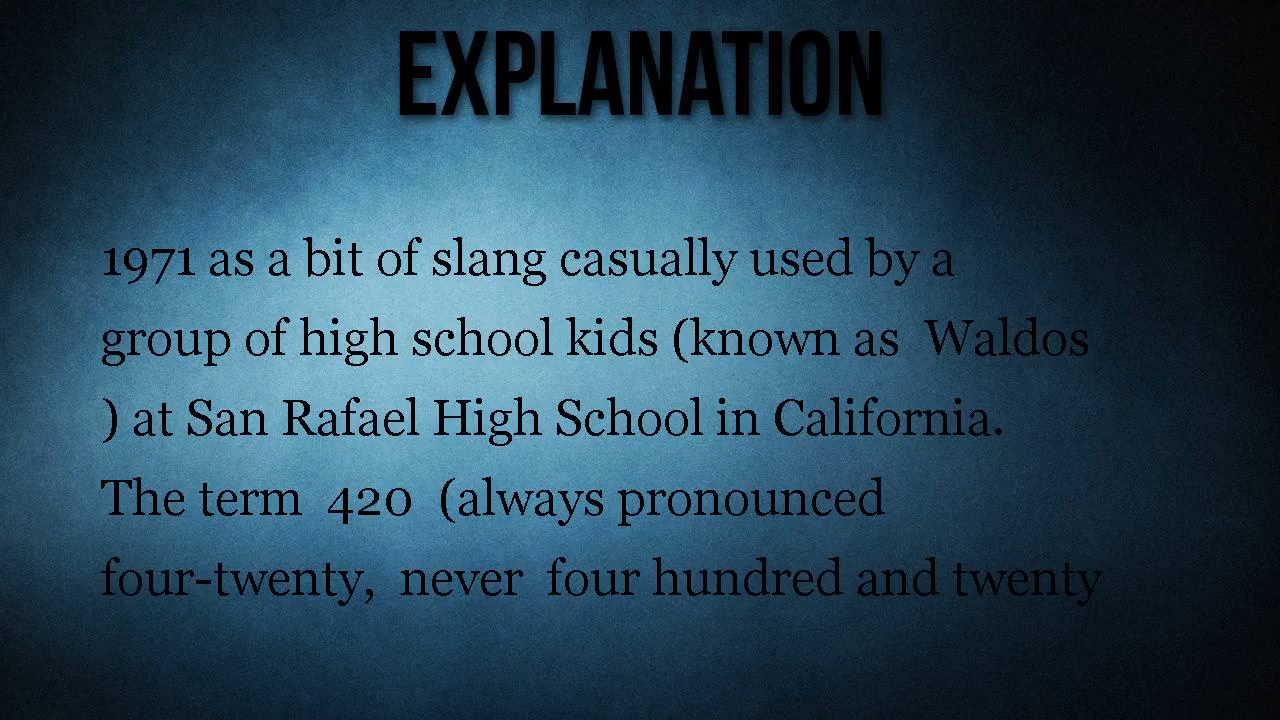 EXPLANATION
1971 as a bit of slang casually used by a
group of high school kids (known as Waldos
) at San Rafael High School in California.
The term 420 (always pronounced
four-twenty, never four hundred and twenty